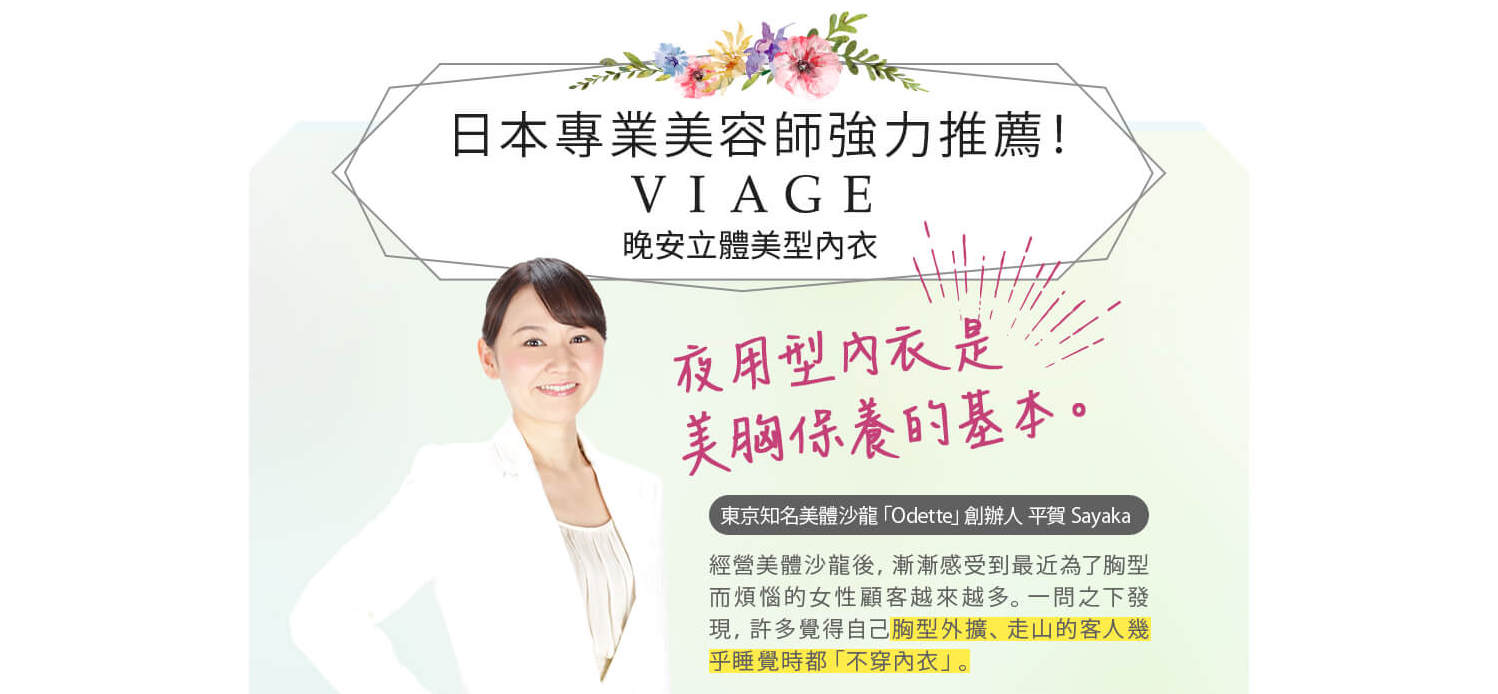 日本專業美容師強力推薦！
VIAGE
晚安立體美型內衣
夜用型內衣是
美胸保養的基本。
東京知名美體沙龍「Odette」創辦人 平賀 Sayaka
經營美體沙龍後，漸漸感受到最近為了胸型
而煩惱的女性顧客越來越多。一問之下發
現，許多覺得自己胸型外擴、走山的客人幾
乎睡覺時都「不穿內衣」。